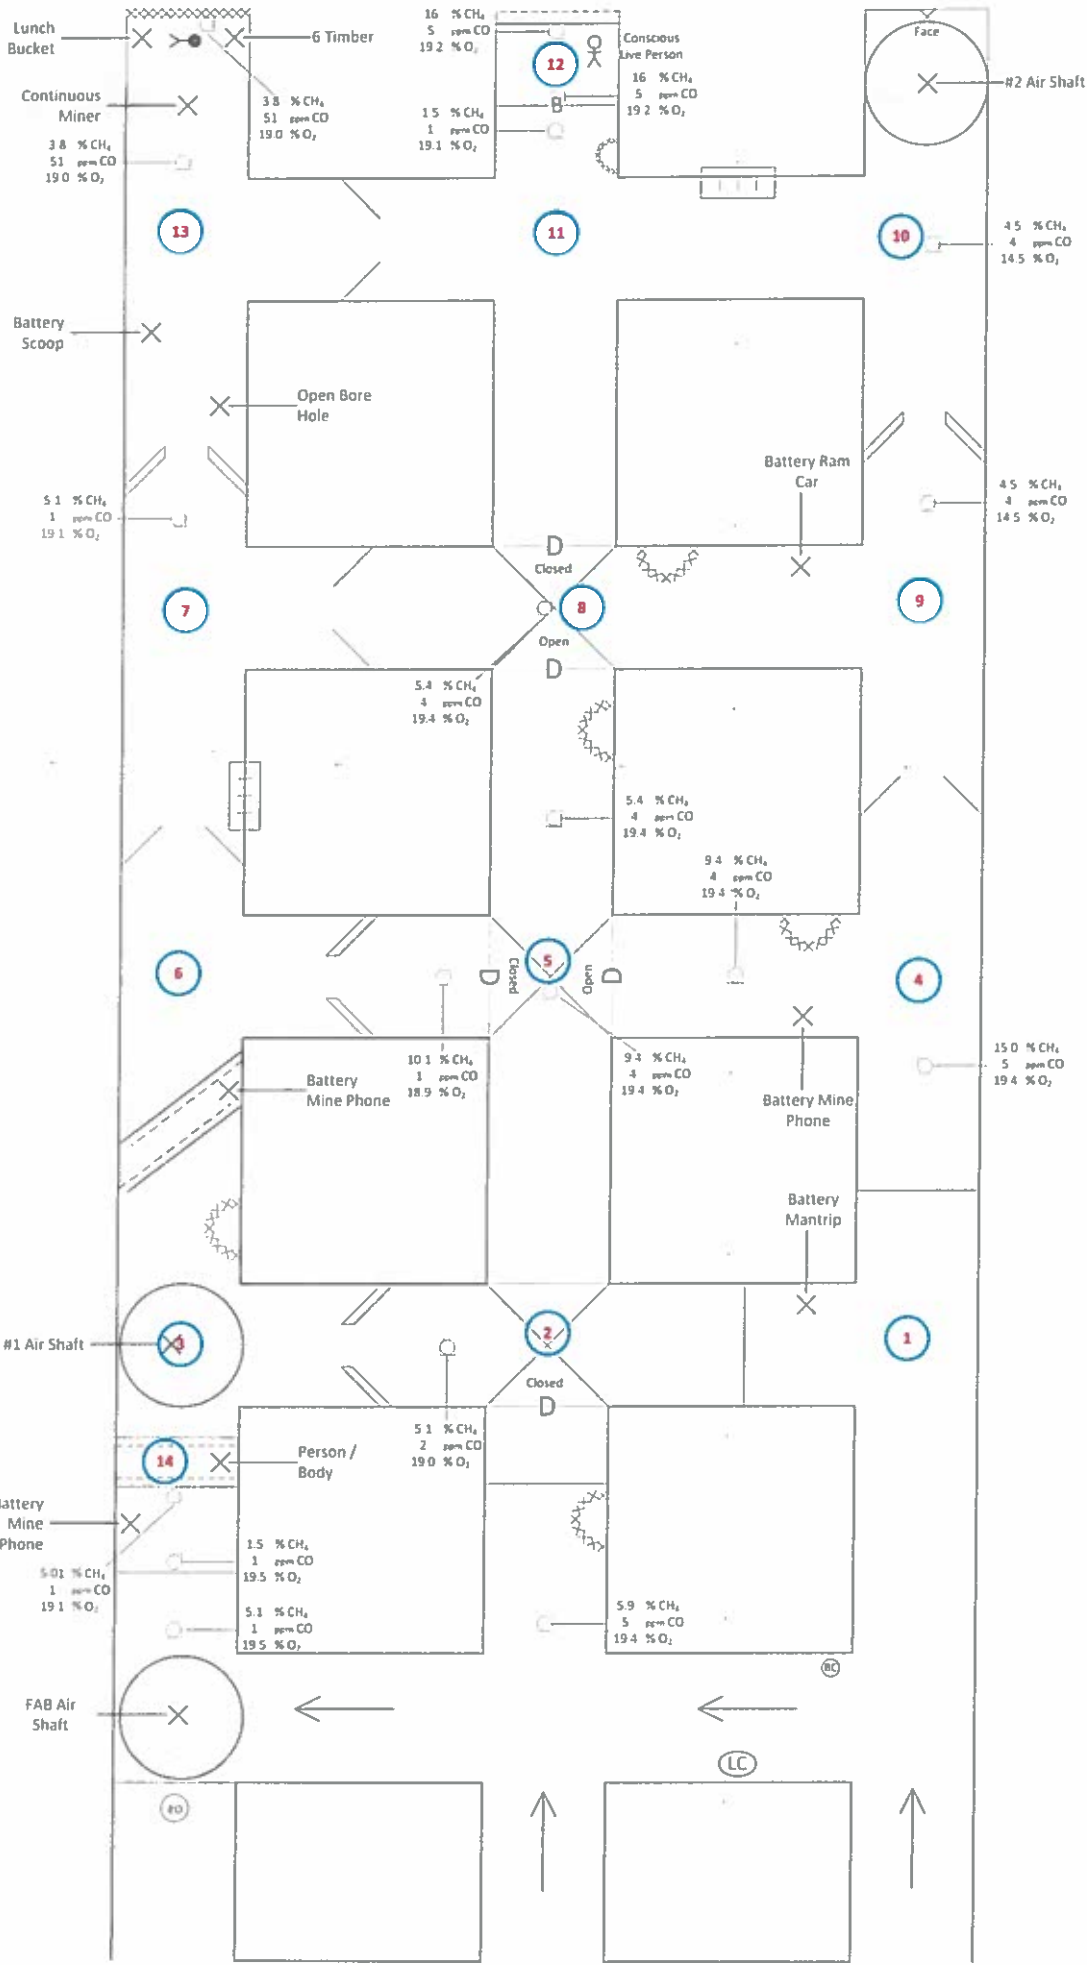 Lunch
Bucket
6 Timber
16 % CH₄
5 ppm CO
19.2 % O₂
12
Conscious
Live Person
Face
#2 Air Shaft
Continuous
Miner
3.8 % CH₄
51 ppm CO
19.0 % O₂
1.5 % CH₄
1 ppm CO
19.1 % O₂
B
16 % CH₄
5 ppm CO
19.2 % O₂
3.8 % CH₄
51 ppm CO
19.0 % O₂
13
11
10
4.5 % CH₄
4 ppm CO
14.5 % O₂
Battery
Scoop
Open Bore
Hole
Battery Ram
Car
5.1 % CH₄
1 ppm CO
19.1 % O₂
4.5 % CH₄
4 ppm CO
14.5 % O₂
D
Closed
7
8
9
Open
D
5.4 % CH₄
4 ppm CO
19.4 % O₂
5.4 % CH₄
4 ppm CO
19.4 % O₂
9.4 % CH₄
4 ppm CO
19.4 % O₂
6
D
Closed
5
Open
D
4
10.1 % CH₄
1 ppm CO
18.9 % O₂
9.4 % CH₄
4 ppm CO
19.4 % O₂
15.0 % CH₄
5 ppm CO
19.4 % O₂
Battery
Mine Phone
Battery Mine
Phone
Battery
Mantrip
#1 Air Shaft
3
2
1
Closed
D
5.1 % CH₄
2 ppm CO
19.0 % O₂
14
Person /
Body
Battery
Mine
Phone
5.01 % CH₄
1 ppm CO
19.1 % O₂
1.5 % CH₄
1 ppm CO
19.5 % O₂
5.1 % CH₄
1 ppm CO
19.5 % O₂
5.9 % CH₄
5 ppm CO
19.4 % O₂
FAB Air
Shaft
LC